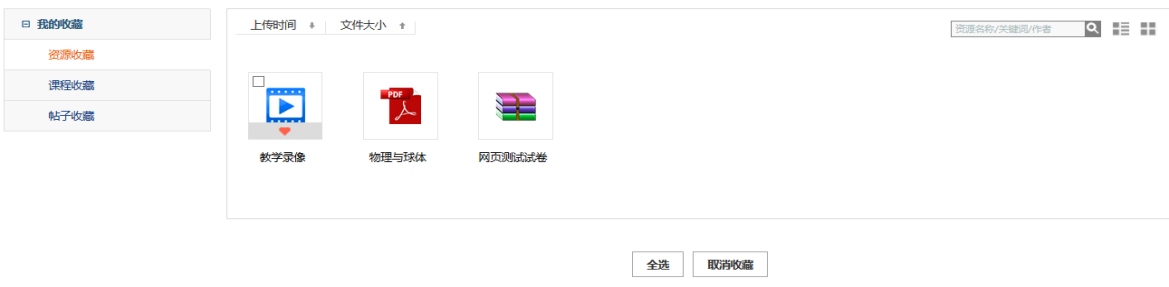 我的收藏
资源收藏
课程收藏
帖子收藏
上传时间 文件大小
资源名称/关键词/作者
PDF
教学录像 物理与球体 网页测试试卷
全选 取消收藏